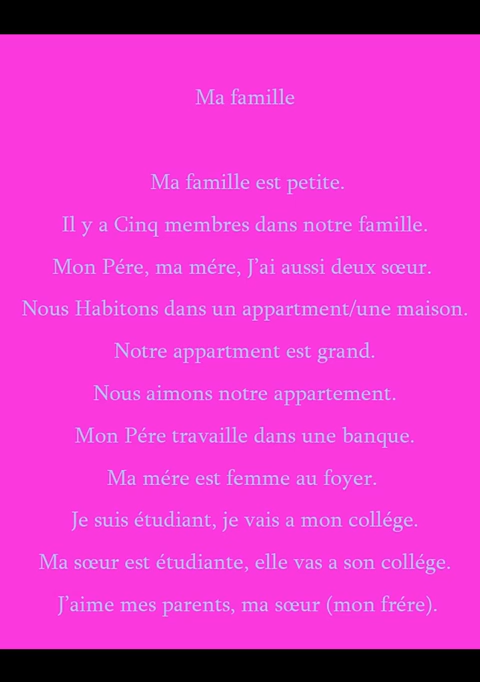 Ma famille
Ma famille est petite.
Il y a Cinq membres dans notre famille.
Mon Pére, ma mére, J'ai aussi deux sœur.
Nous Habitons dans un appartment/une maison.
Notre appartment est grand.
Nous aimons notre appartement.
Mon Pére travaille dans une banque.
Ma mére est femme au foyer.
Je suis étudiant, je vais a mon collége.
Ma sœur est étudiante, elle vas a son collége.
J'aime mes parents, ma sœur (mon frére).